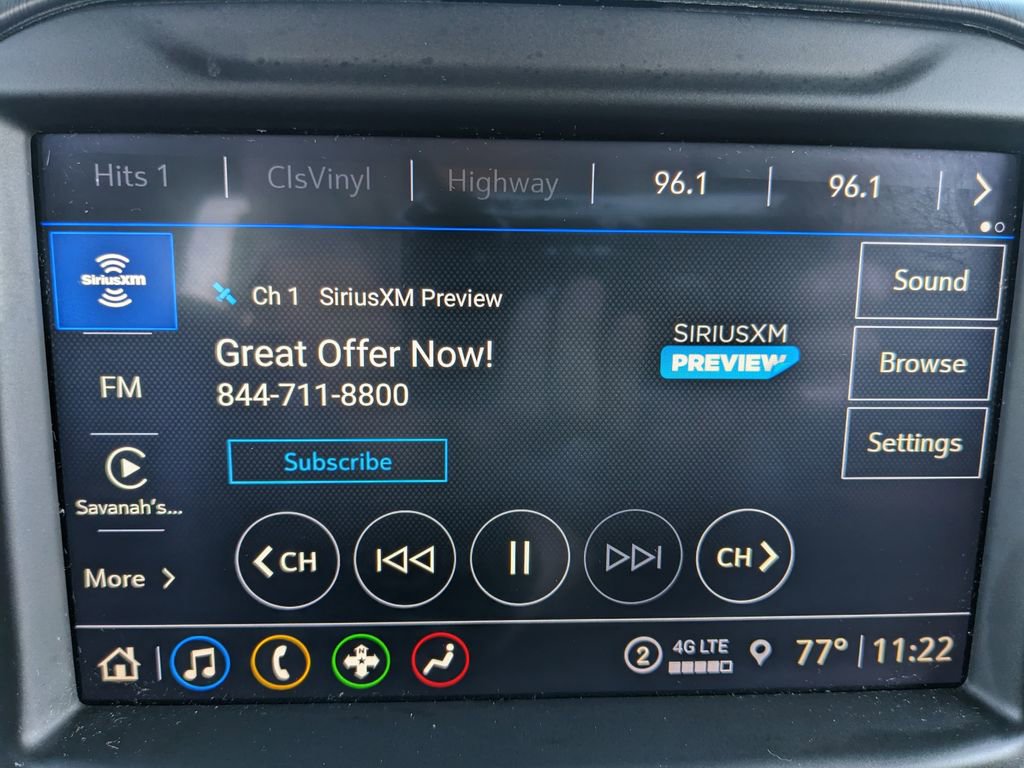 Hits 1 ClsVinyl Highway 96.1 96.1
SiriusXM
Ch 1 SiriusXM Preview
Great Offer Now!
844-711-8800
Subscribe
SIRIUSXM
PREVIEW
Sound
Browse
Settings
FM
Savanah's...
More
CH CH
N
2 4G LTE 77° 11:22